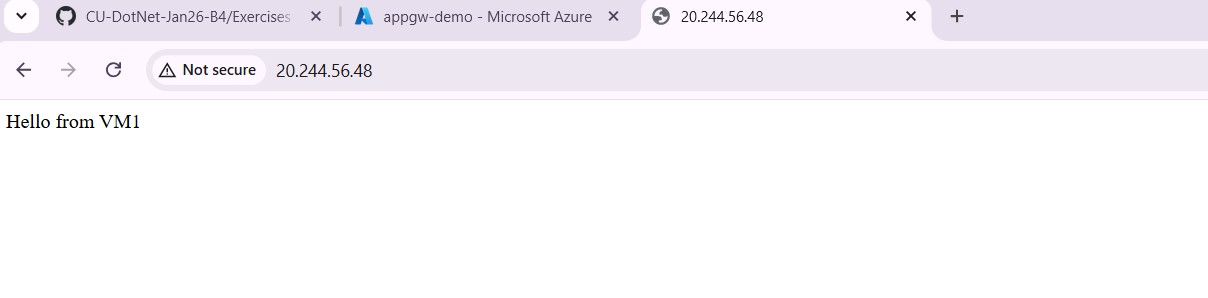 CU-DotNet-Jan26-B4/Exercises
appgw-demo - Microsoft Azure
20.244.56.48
Not secure
20.244.56.48
Hello from VM1